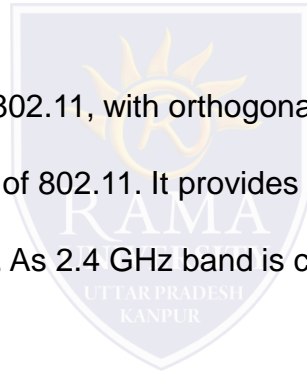 802.11, with orthogona
of 802.11. It provides
. As 2.4 GHz band is c
RAMA
UNIVERSITY
UTTAR PRADESH
KANPUR